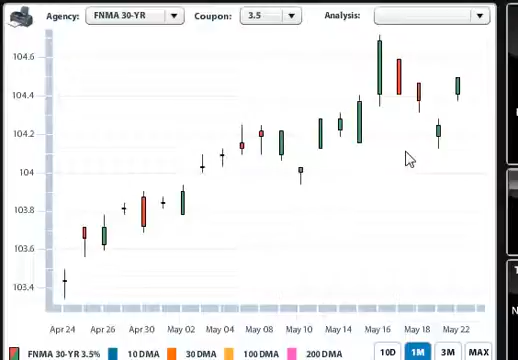 Agency: FNMA 30-YR Coupon: 3.5 Analysis:
104.6
104.4
104.2
104
103.8
103.6
103.4
Apr 24 Apr 26 Apr 30 May 02 May 04 May 08 May 10 May 14 May 16 May 18 May 22
FNMA 30-YR 3.5% 10 DMA 30 DMA 100 DMA 200 DMA 10D 1M 3M MAX